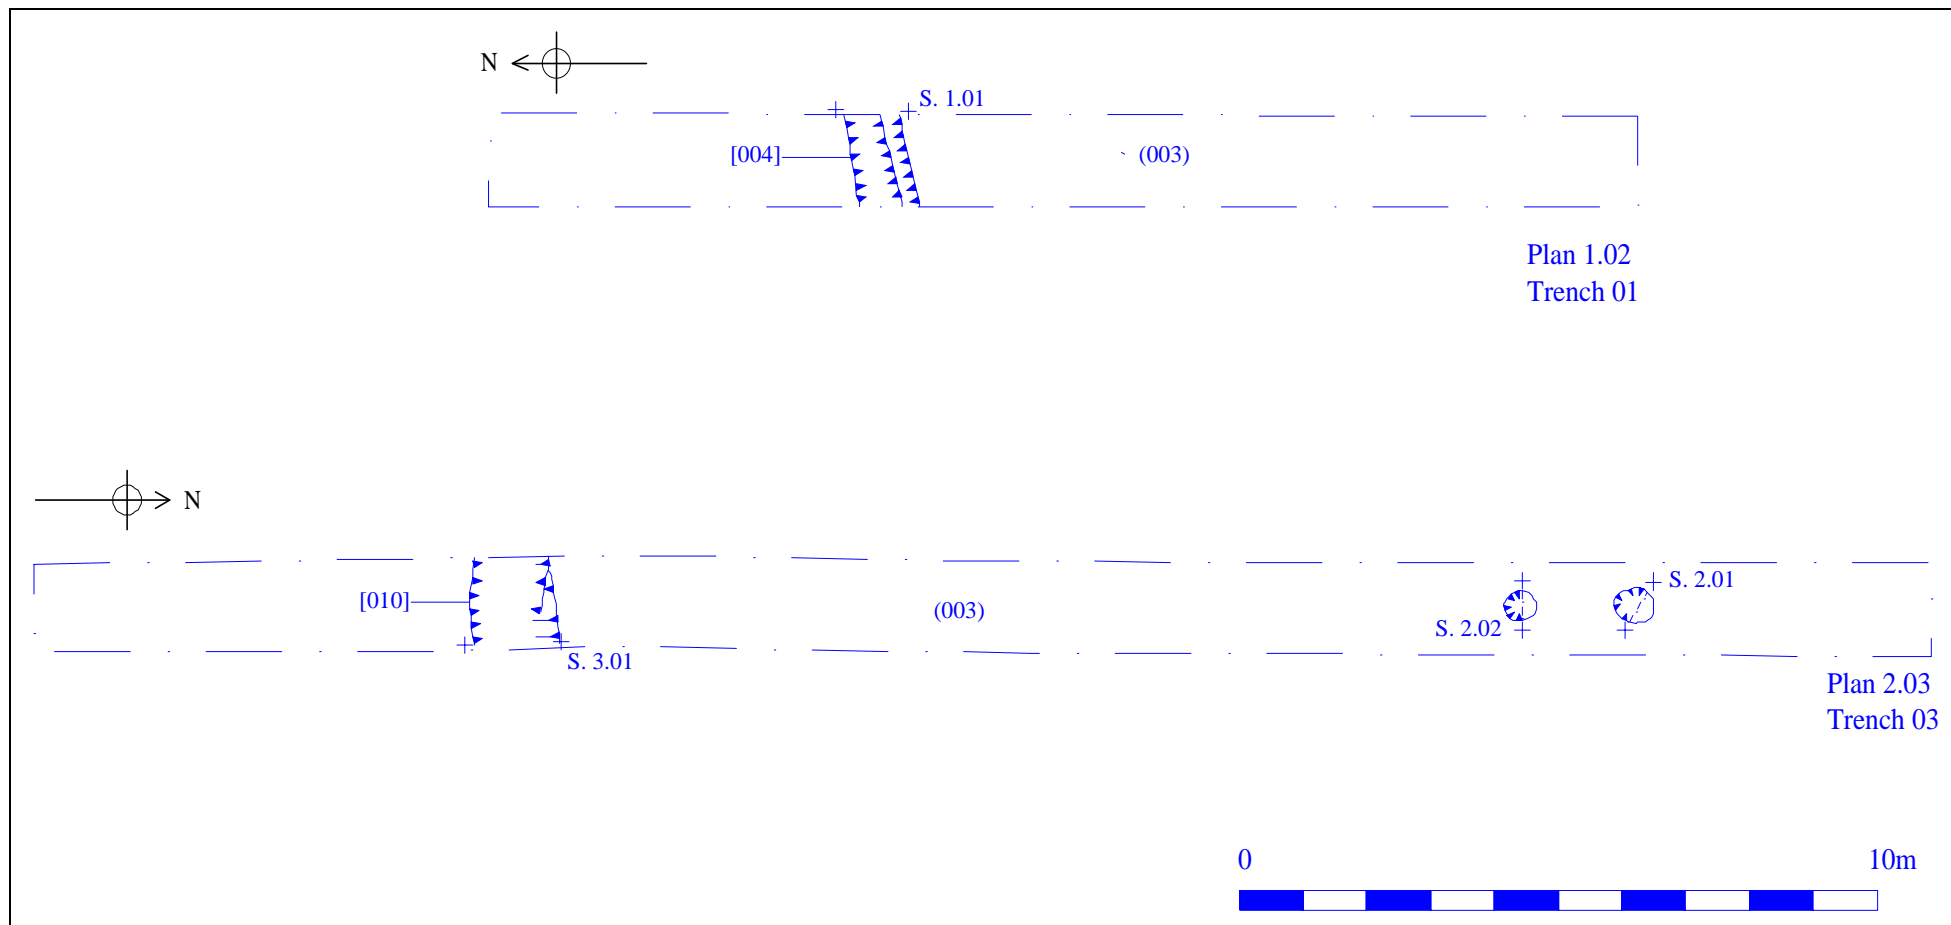 N
S. 1.01
[004]
(003)
Plan 1.02
Trench 01
N
[010]
(003)
S. 2.01
S. 2.02
S. 3.01
Plan 2.03
Trench 03
0 10m